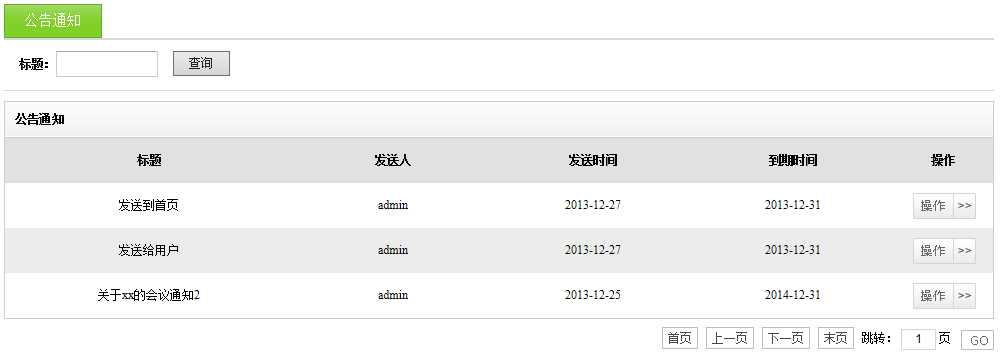 公告通知
标题： 查询
公告通知
标题 发送人 发送时间 到期时间 操作
发送到首页 admin 2013-12-27 2013-12-31 操作 >>
发送给用户 admin 2013-12-27 2013-12-31 操作 >>
关于xx的会议通知2 admin 2013-12-25 2014-12-31 操作 >>
首页 上一页 下一页 末页 跳转： 1 页 GO